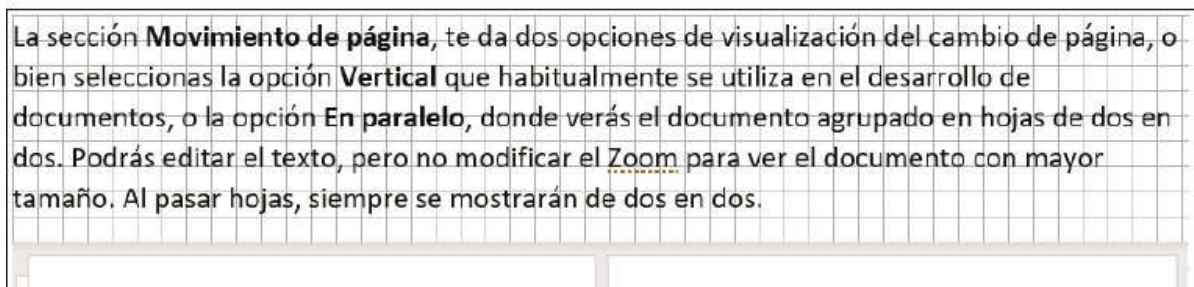 La sección Movimiento de página, te da dos opciones de visualización del cambio de página, o
bien seleccionas la opción Vertical que habitualmente se utiliza en el desarrollo de
documentos, o la opción En paralelo, donde verás el documento agrupado en hojas de dos en
dos. Podrás editar el texto, pero no modificar el Zoom para ver el documento con mayor
tamaño. Al pasar hojas, siempre se mostrarán de dos en dos.